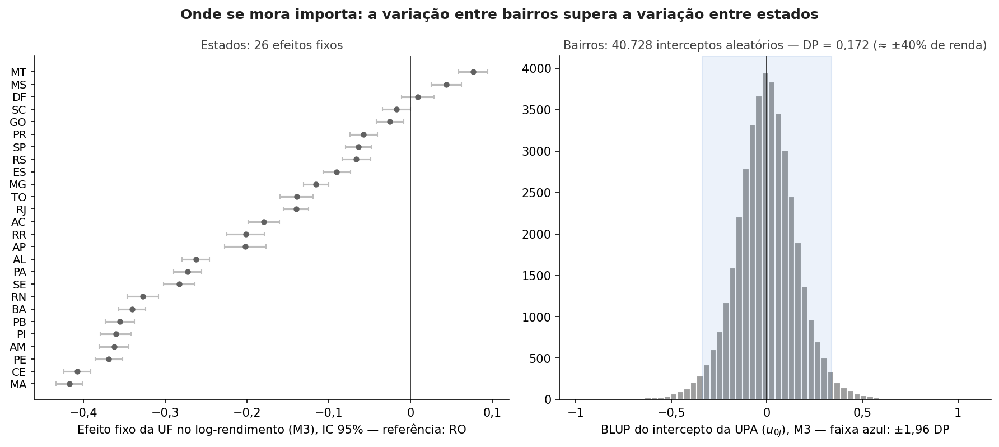 Onde se mora importa: a variação entre bairros supera a variação entre estados
Estados: 26 efeitos fixos
MT
MS
DF
SC
GO
PR
SP
RS
ES
MG
TO
RJ
AC
RR
AP
AL
PA
SE
RN
BA
PB
PI
AM
PE
CE
MA
−0,4 −0,3 −0,2 −0,1 0 0,1
Efeito fixo da UF no log-rendimento (M3), IC 95% — referência: RO
Bairros: 40.728 interceptos aleatórios — DP = 0,172 (≈ ±40% de renda)
4000
3500
3000
2500
2000
1500
1000
500
0
−1 −0,5 0 0,5 1
BLUP do intercepto da UPA (u0j), M3 — faixa azul: ±1,96 DP